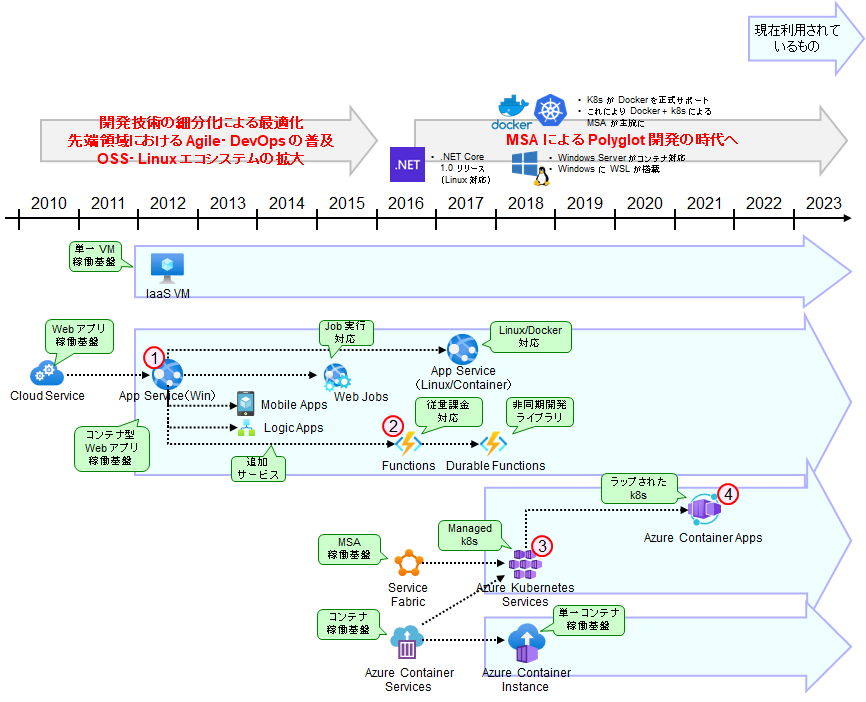 現在利用されて
いるもの
開発技術の細分化による最適化
先端領域における Agile・DevOps の普及
OSS・Linux エコシステムの拡大
docker
・ K8s が Docker を正式サポート
・ これにより Docker + k8s による
MSA が主流に
MSA による Polyglot 開発の時代へ
.NET
・ .NET Core
1.0 リリース
(Linux 対応)
・ Windows Server がコンテナ対応
・ Windows に WSL が搭載
2010 2011 2012 2013 2014 2015 2016 2017 2018 2019 2020 2021 2022 2023
単一 VM
稼働基盤
IaaS VM
Web アプリ
稼働基盤
Cloud Service
1
App Service(Win)
Job 実行
対応
Web Jobs
Linux/Docker
対応
App Service
(Linux/Container)
Mobile Apps
Logic Apps
コンテナ型
Web アプリ
稼働基盤
追加
サービス
2
従量課金
対応
Functions
非同期開発
ライブラリ
Durable Functions
ラップされた
k8s
4
Azure Container Apps
Managed
k8s
3
Azure Kubernetes
Services
MSA
稼働基盤
Service
Fabric
コンテナ
稼働基盤
Azure Container
Services
単一コンテナ
稼働基盤
Azure Container
Instance